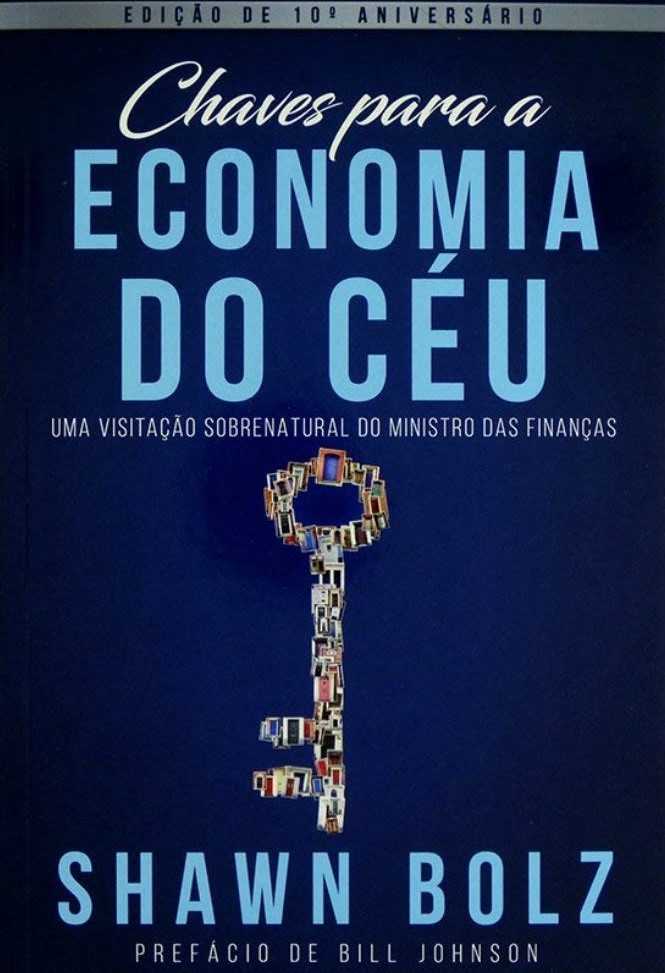 EDIÇÃO DE 10º ANIVERSÁRIO
Chaves para a
ECONOMIA
DO CÉU
UMA VISITAÇÃO SOBRENATURAL DO MINISTRO DAS FINANÇAS
SHAWN BOLZ
PREFÁCIO DE BILL JOHNSON